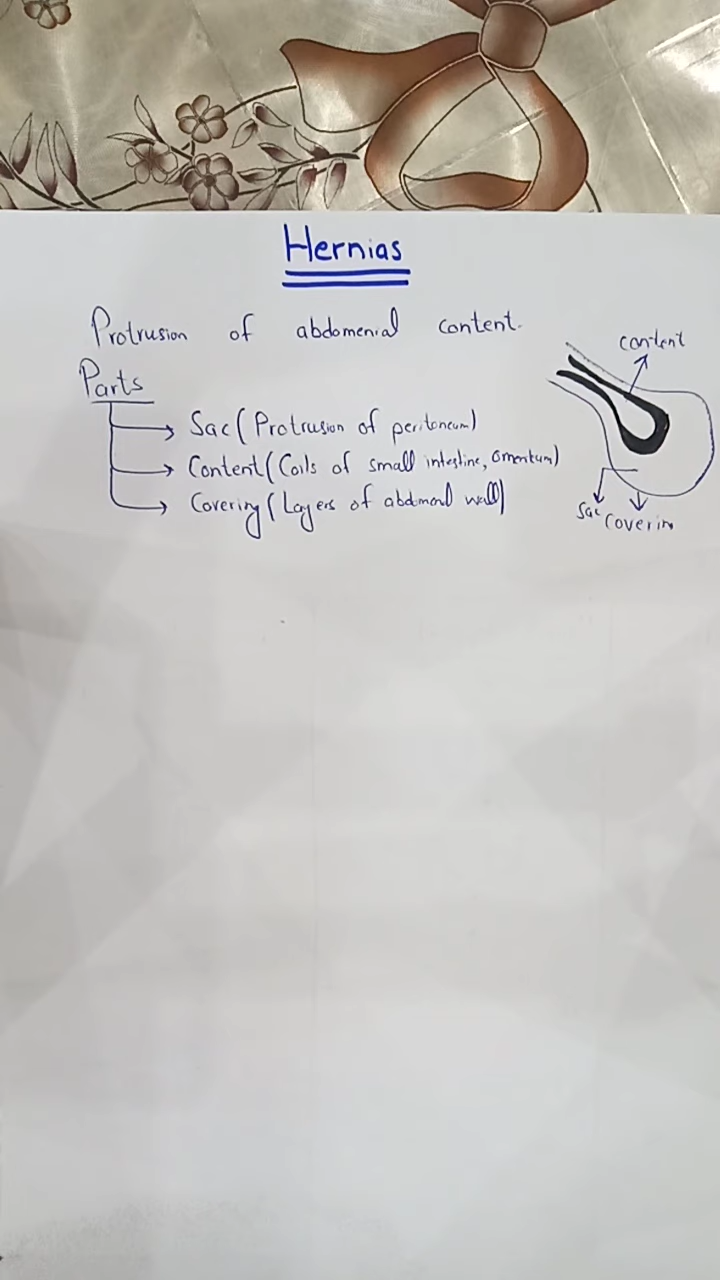 Hernias
Protrusion of abdomenial content.
Parts
Sac (Protrusion of peritoneum)
Content (Coils of small intestine, Omentum)
Covering (Layers of abdomenal wall)
content
Sac
Coverin